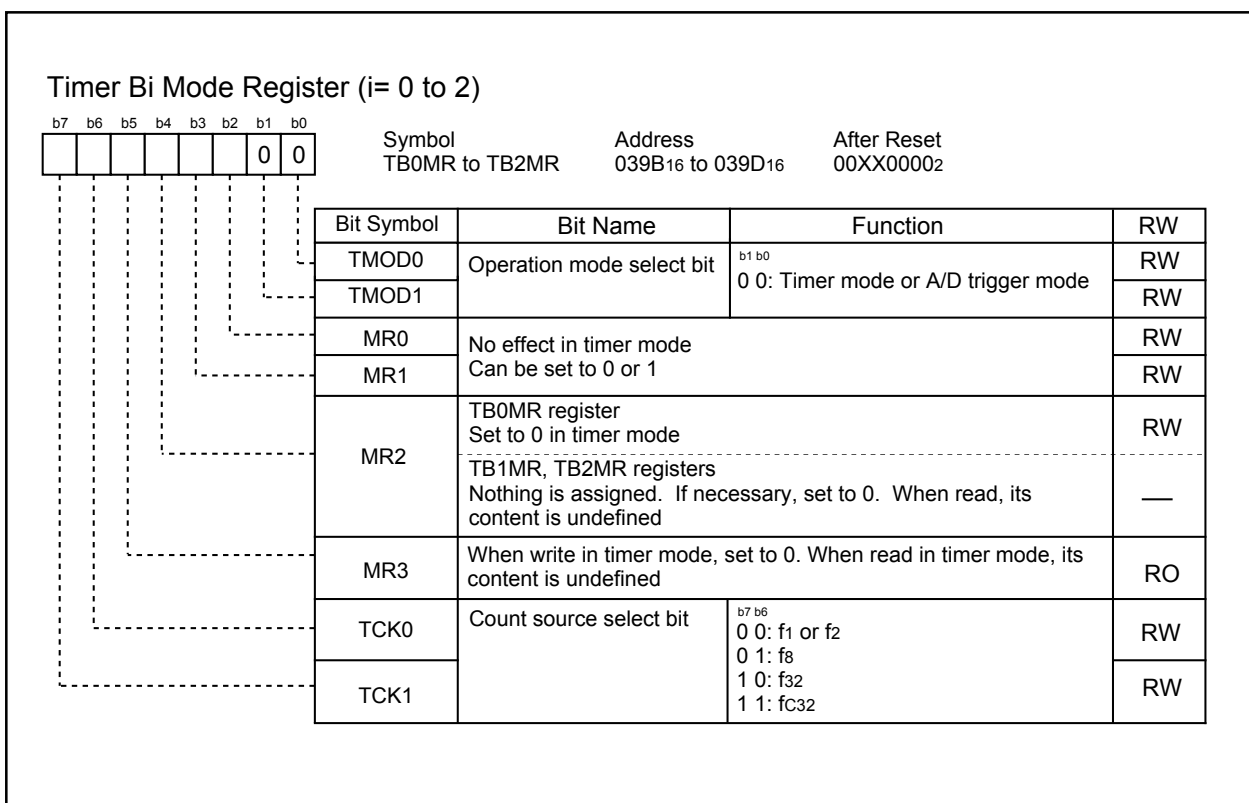 Timer Bi Mode Register (i= 0 to 2)
b7 b6 b5 b4 b3 b2 b1 b0
0 0
Symbol Address After Reset
TB0MR to TB2MR 039B16 to 039D16 00XX00002
Bit Symbol Bit Name Function RW
TMOD0 Operation mode select bit b1 b0 RW
0 0: Timer mode or A/D trigger mode
TMOD1 RW
MR0 No effect in timer mode RW
MR1 Can be set to 0 or 1 RW
MR2 TB0MR register
Set to 0 in timer mode RW
TB1MR, TB2MR registers
Nothing is assigned. If necessary, set to 0. When read, its —
content is undefined
MR3 When write in timer mode, set to 0. When read in timer mode, its
content is undefined RO
TCK0 Count source select bit b7 b6 RW
0 0: f1 or f2
0 1: f8
TCK1 1 0: f32 RW
1 1: fC32